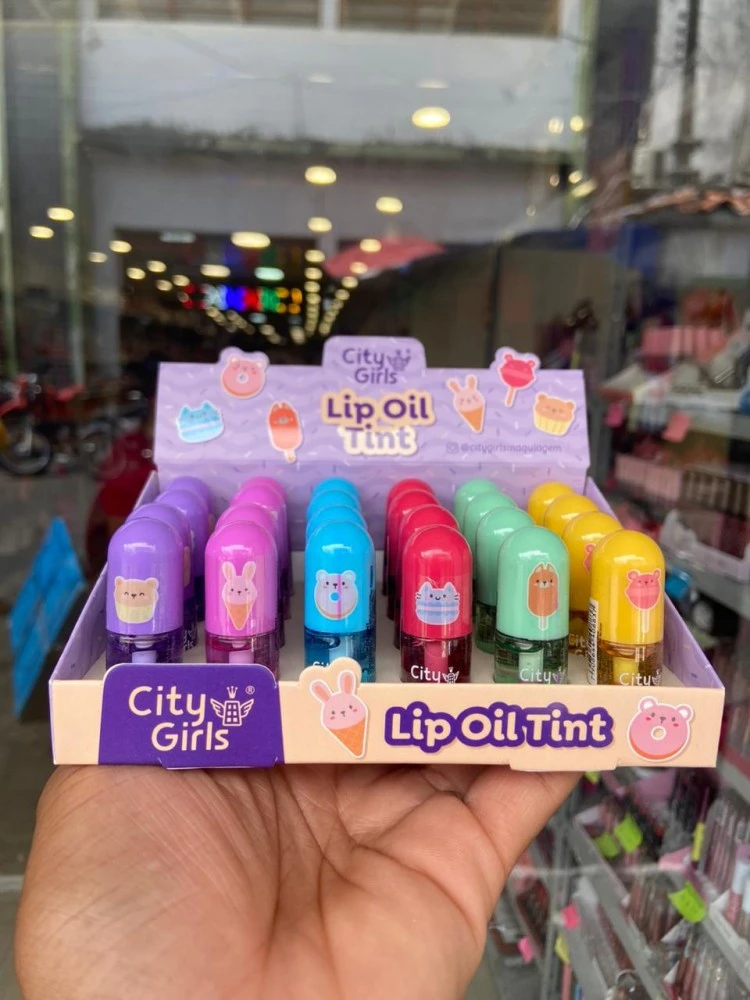 City
Girls
Lip Oil
Tint
@citygirlsmaquiagem
City
City
City
City ®
Girls
Lip Oil Tint